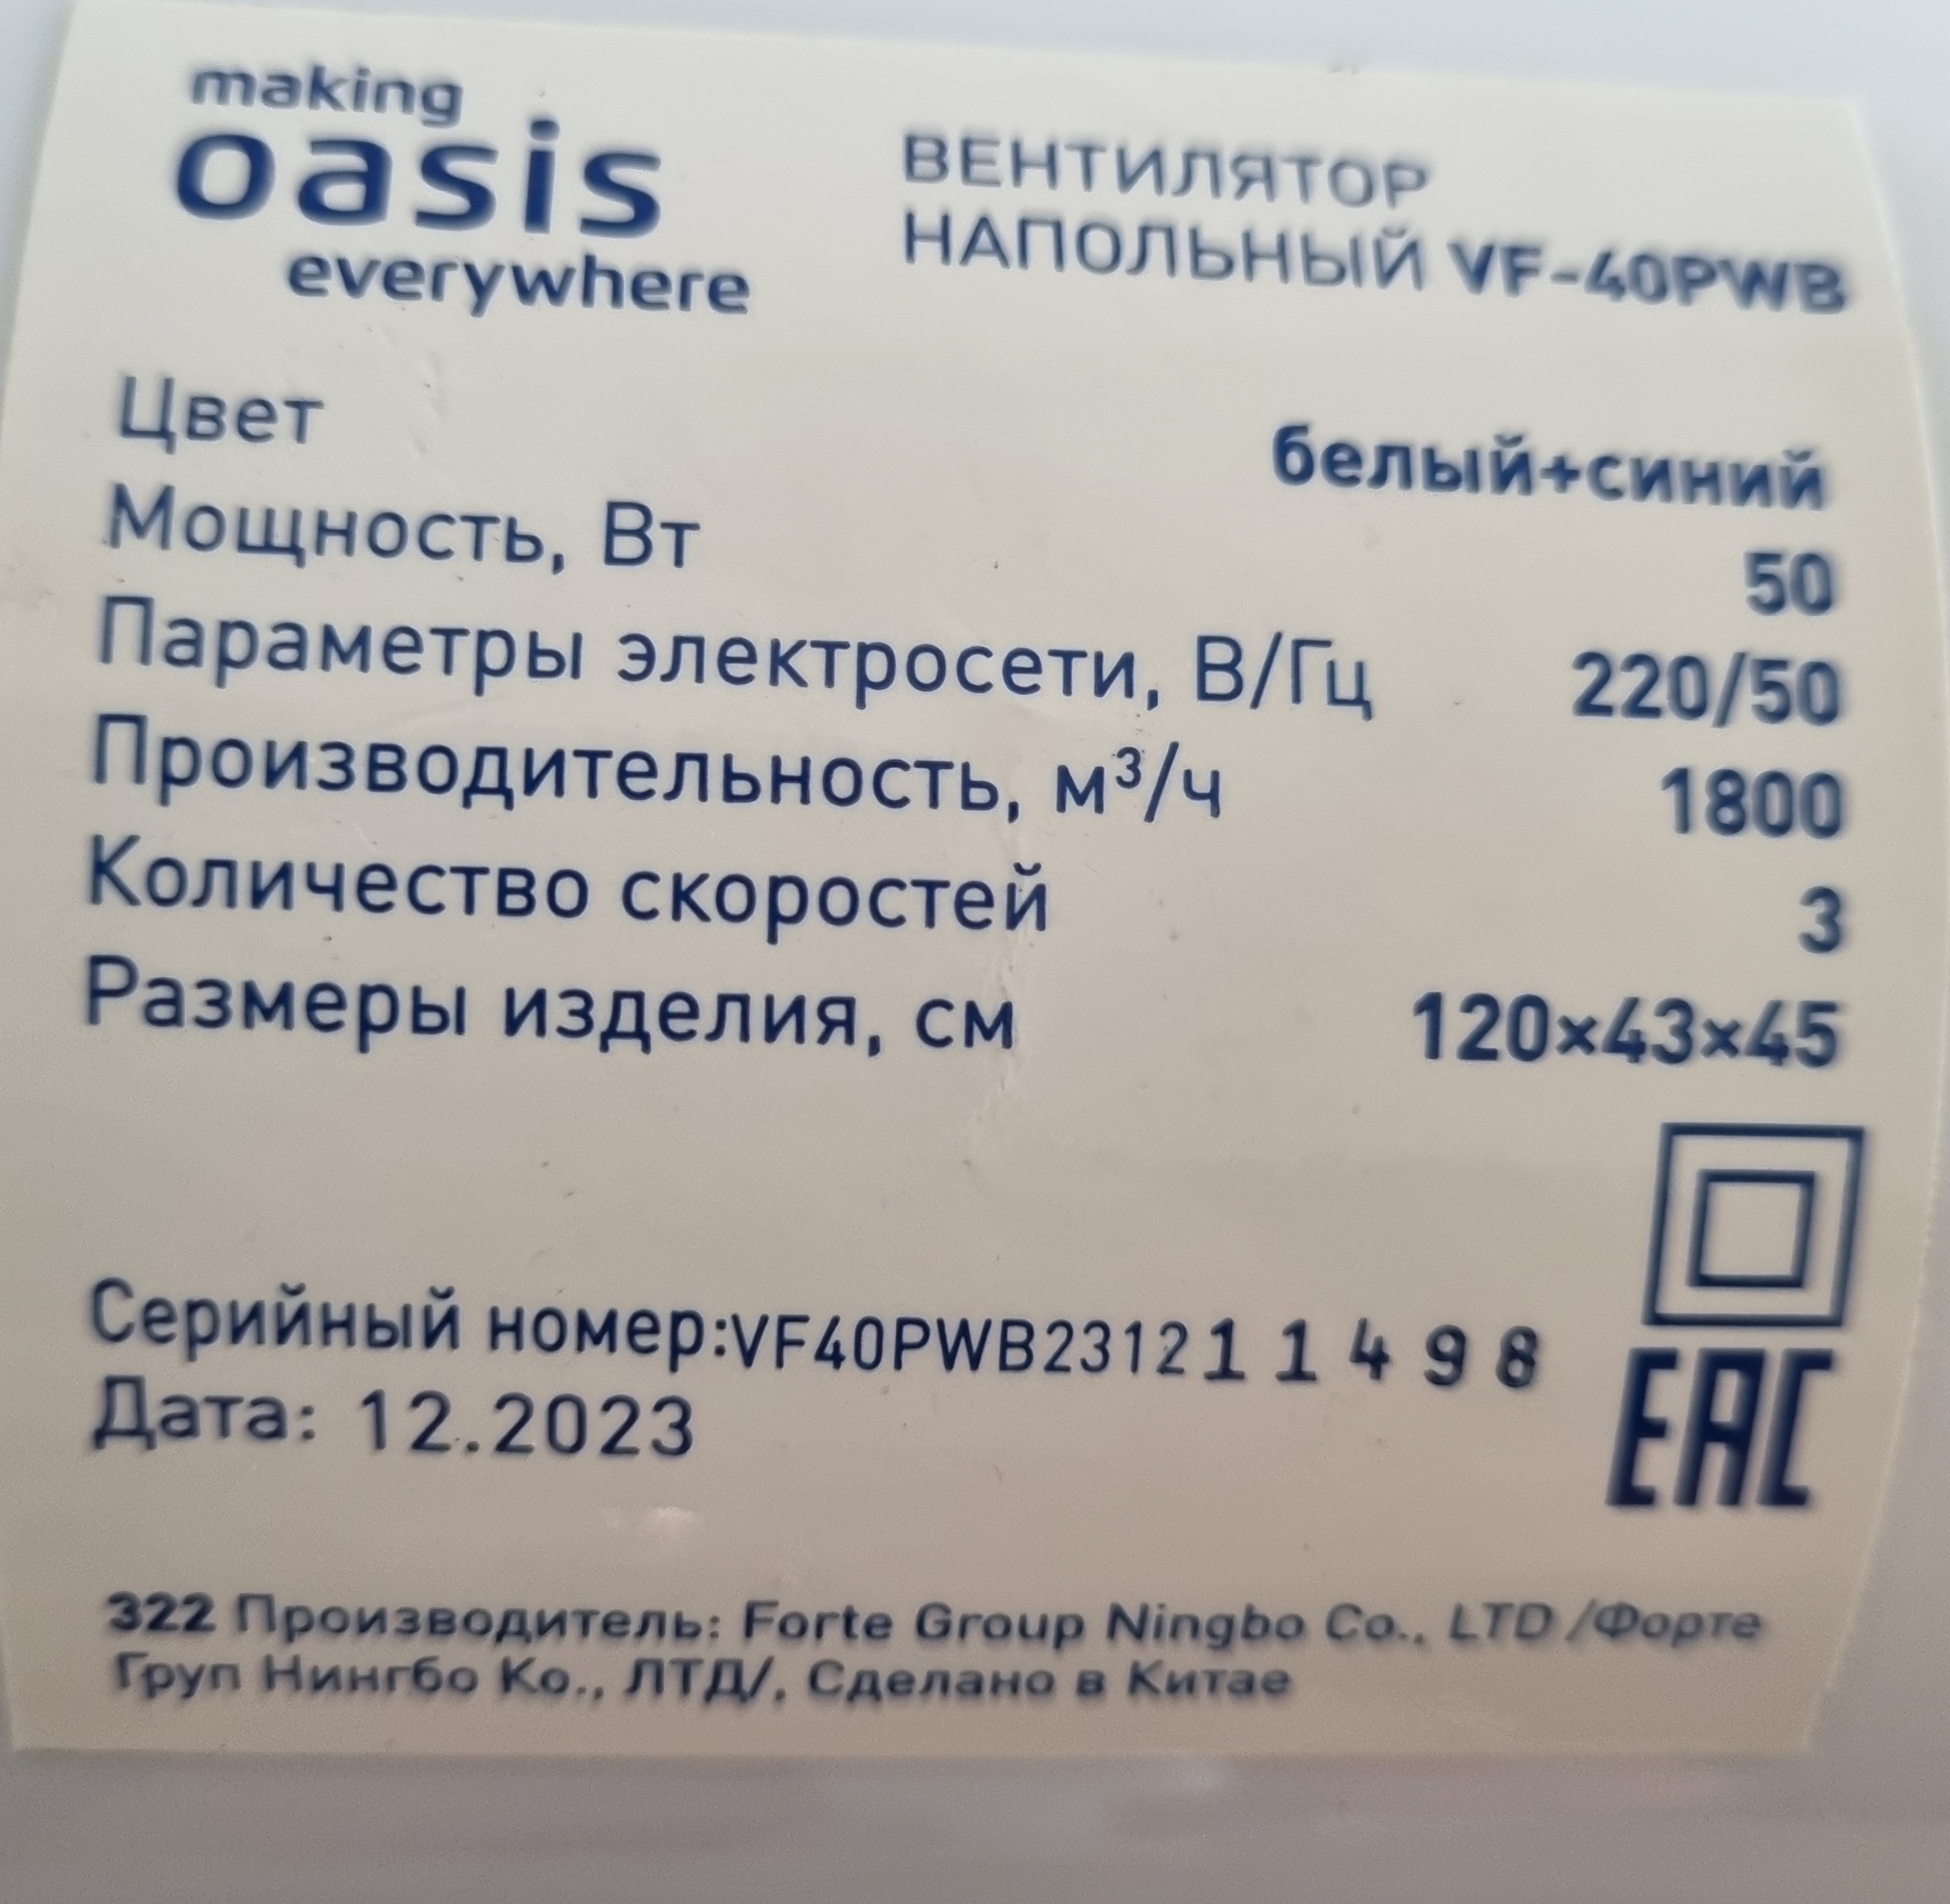 making
oasis
everywhere
ВЕНТИЛЯТОР
НАПОЛЬНЫЙ VF-40PWB
Цвет белый+синий
Мощность, Вт 50
Параметры электросети, В/Гц 220/50
Производительность, м³/ч 1800
Количество скоростей 3
Размеры изделия, см 120×43×45
Серийный номер:VF40PWB231211498
Дата: 12.2023
EAC
322 Производитель: Forte Group Ningbo Co., LTD /Форте
Груп Нингбо Ко., ЛТД/, Сделано в Китае